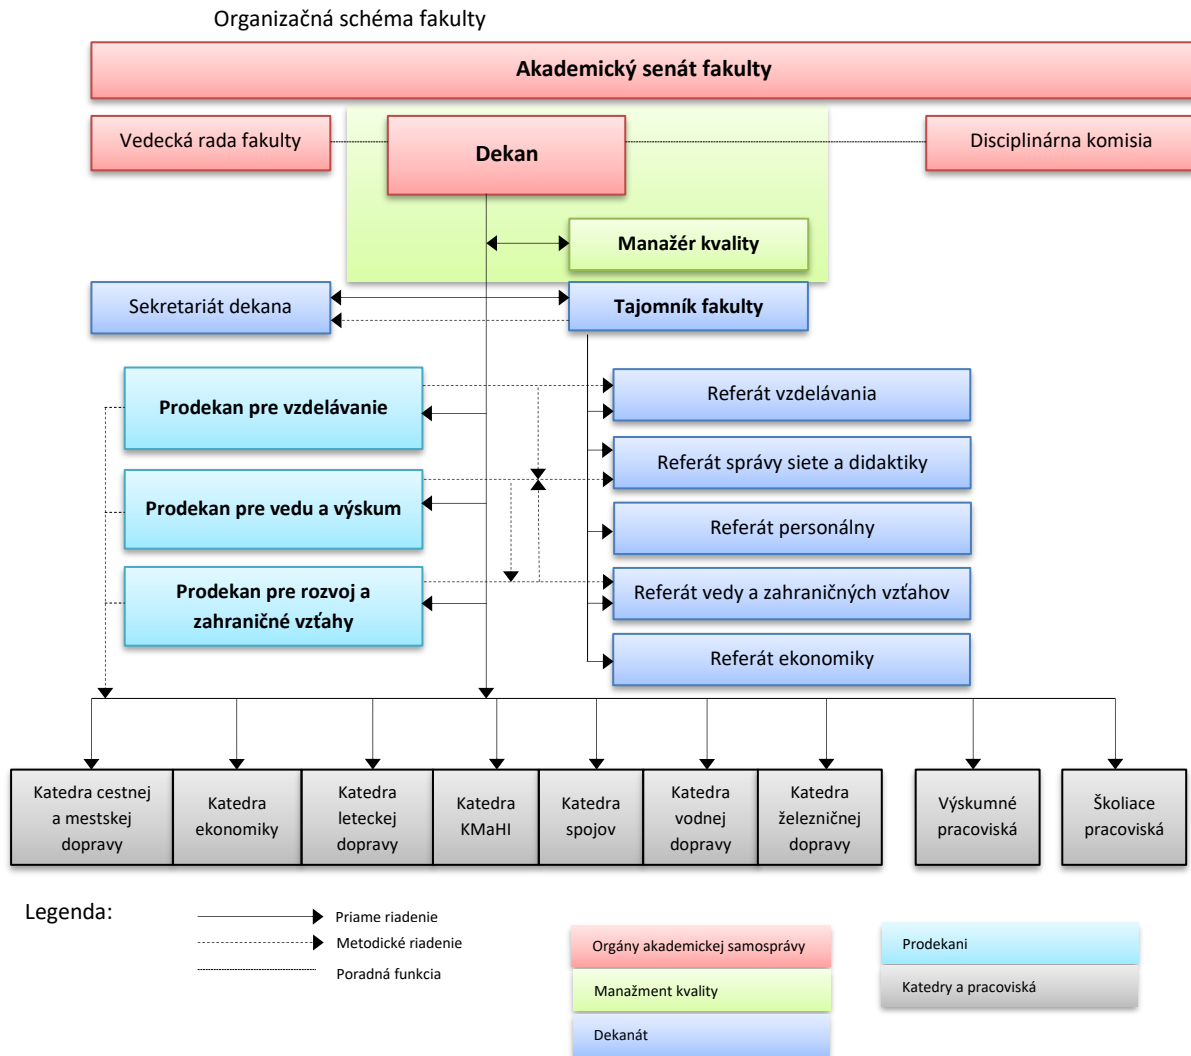 Organizačná schéma fakulty
Akademický senát fakulty
Vedecká rada fakulty
Dekan
Disciplinárna komisia
Manažér kvality
Sekretariát dekana
Tajomník fakulty
Prodekan pre vzdelávanie
Referát vzdelávania
Referát správy siete a didaktiky
Prodekan pre vedu a výskum
Referát personálny
Prodekan pre rozvoj a
zahraničné vzťahy
Referát vedy a zahraničných vzťahov
Referát ekonomiky
Katedra cestnej
a mestskej
dopravy
Katedra
ekonomiky
Katedra
leteckej
dopravy
Katedra
KMaHI
Katedra
spojov
Katedra
vodnej
dopravy
Katedra
železničnej
dopravy
Výskumné
pracoviská
Školiace
pracoviská
Legenda:
Priame riadenie
Metodické riadenie
Poradná funkcia
Orgány akademickej samosprávy
Manažment kvality
Dekanát
Prodekani
Katedry a pracoviská